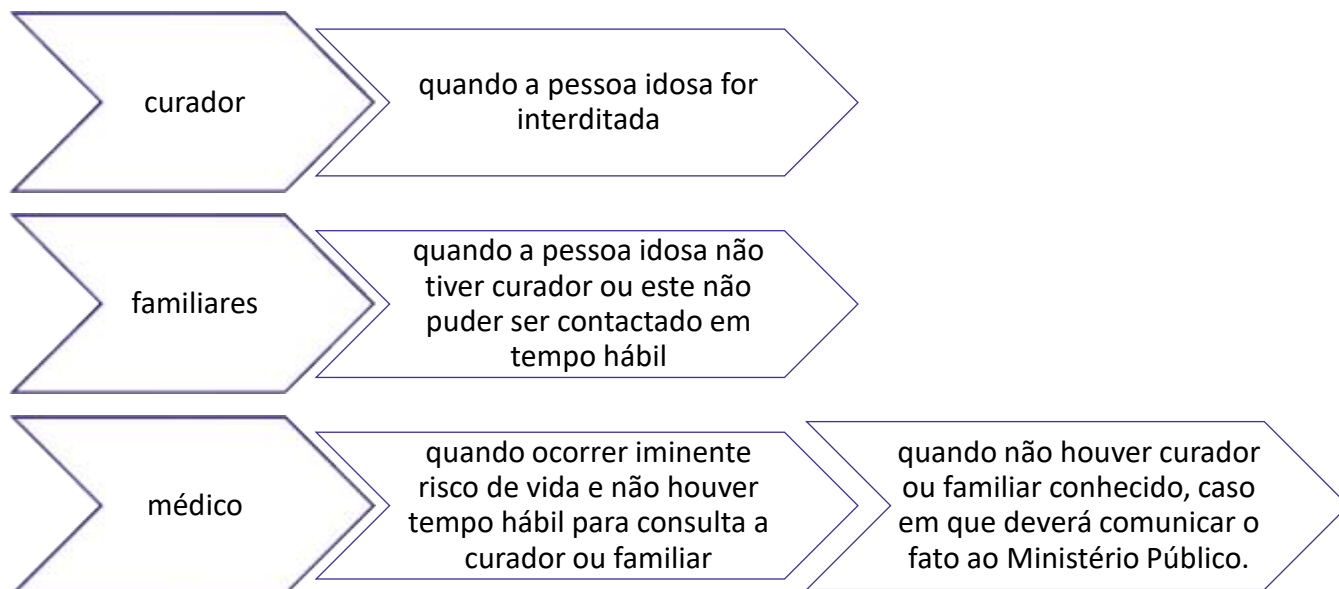 curador
quando a pessoa idosa for
interditada
familiares
quando a pessoa idosa não
tiver curador ou este não
puder ser contactado em
tempo hábil
médico
quando ocorrer iminente
risco de vida e não houver
tempo hábil para consulta a
curador ou familiar
quando não houver curador
ou familiar conhecido, caso
em que deverá comunicar o
fato ao Ministério Público.